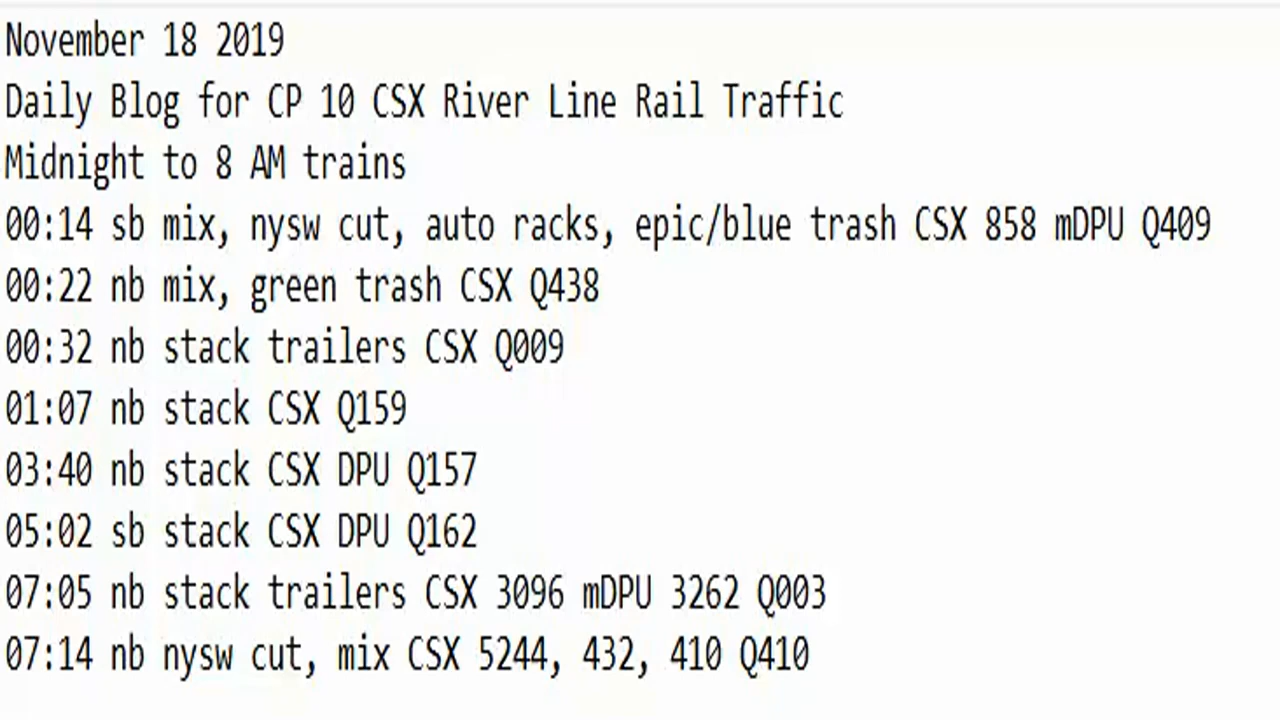 November 18 2019
Daily Blog for CP 10 CSX River Line Rail Traffic
Midnight to 8 AM trains
00:14 sb mix, nysw cut, auto racks, epic/blue trash CSX 858 mDPU Q409
00:22 nb mix, green trash CSX Q438
00:32 nb stack trailers CSX Q009
01:07 nb stack CSX Q159
03:40 nb stack CSX DPU Q157
05:02 sb stack CSX DPU Q162
07:05 nb stack trailers CSX 3096 mDPU 3262 Q003
07:14 nb nysw cut, mix CSX 5244, 432, 410 Q410